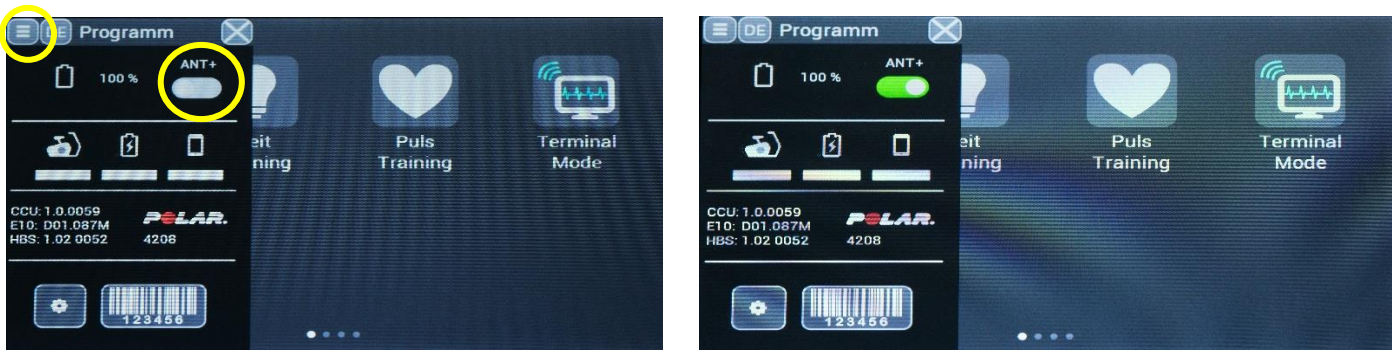 DE Programm
100 %
ANT+
eit
ning
Puls
Training
Terminal
Mode
CCU: 1.0.0059
E10: D01.087M
HBS: 1.02 0052
POLAR.
4208
123456
DE Programm
100 %
ANT+
eit
ning
Puls
Training
Terminal
Mode
CCU: 1.0.0059
E10: D01.087M
HBS: 1.02 0052
POLAR.
4208
123456